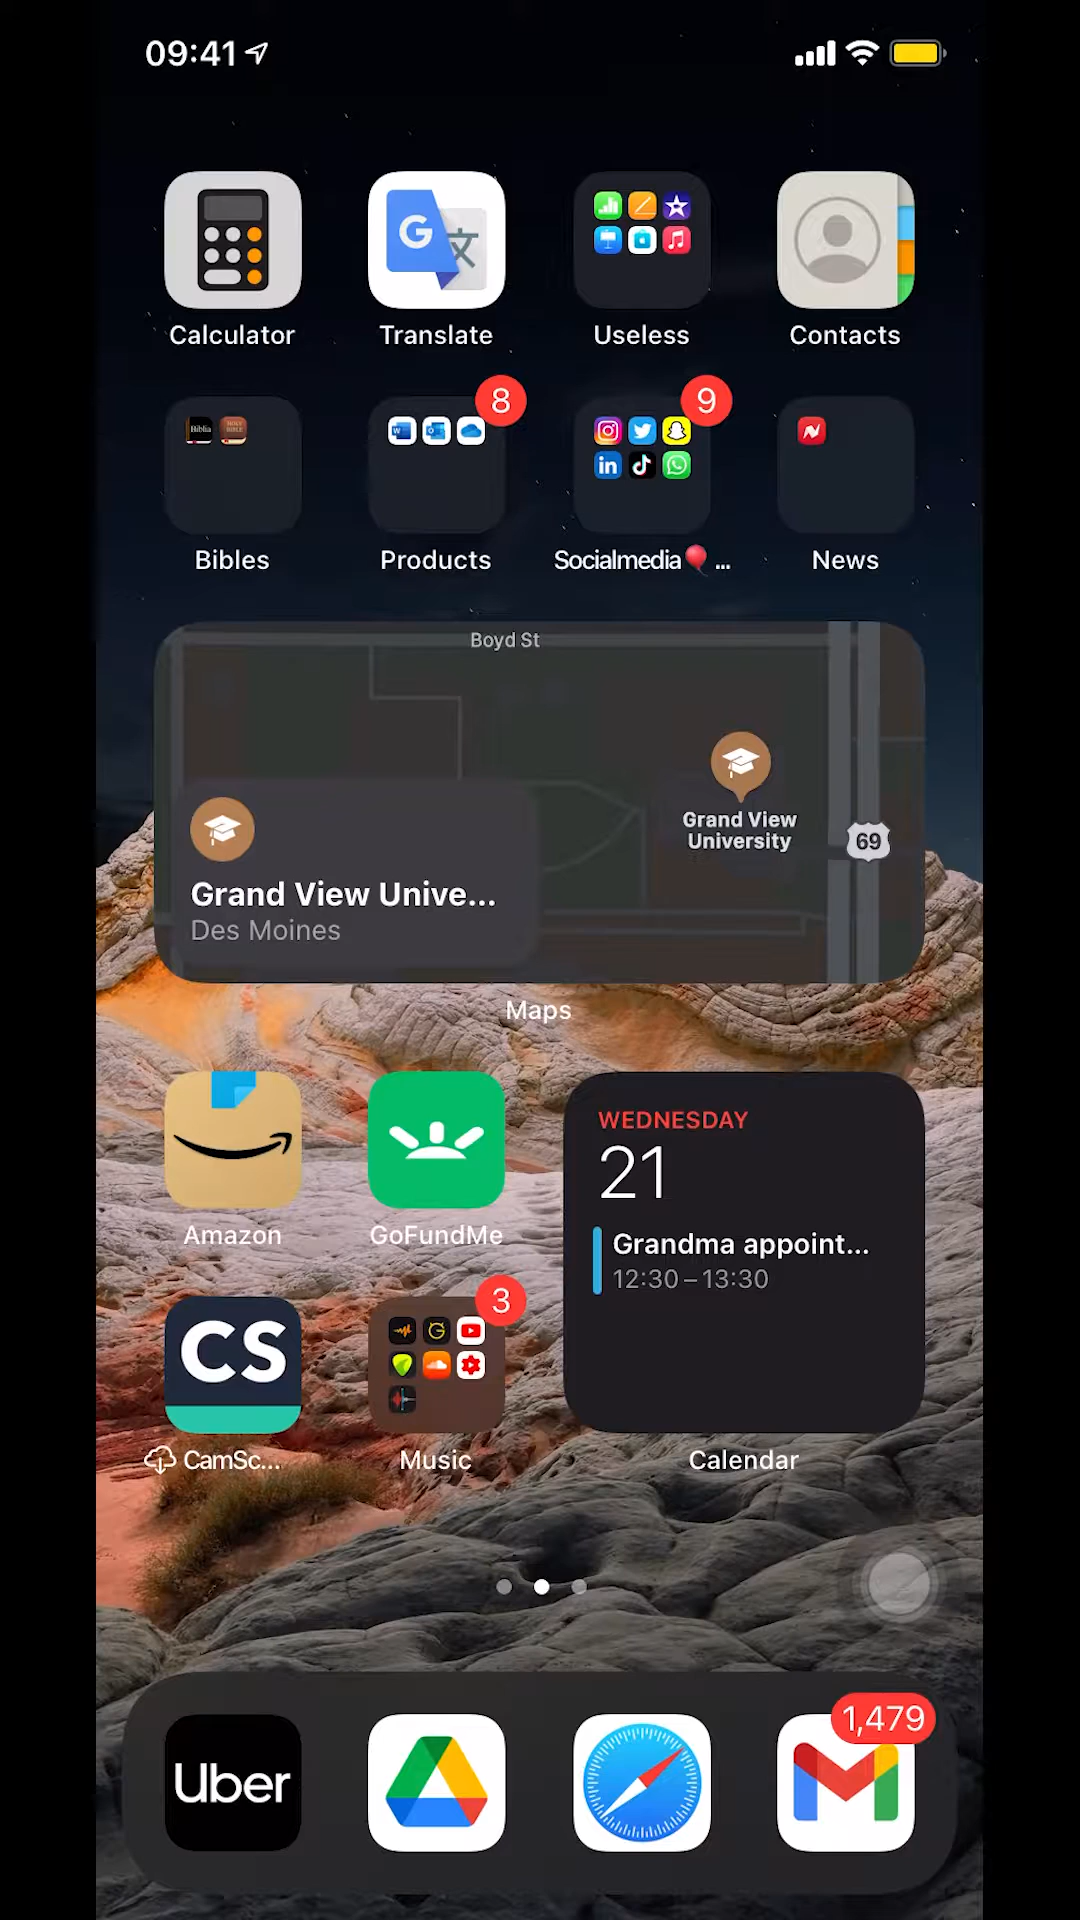 09:41
Calculator
Translate
Useless
Contacts
8
9
Bibles
Products
Socialmedia🎈...
News
Boyd St
Grand View
University
69
Grand View Unive...
Des Moines
Maps
WEDNESDAY
21
Grandma appoint...
12:30 – 13:30
Amazon
GoFundMe
CS
3
CamSc...
Music
Calendar
Uber
1,479